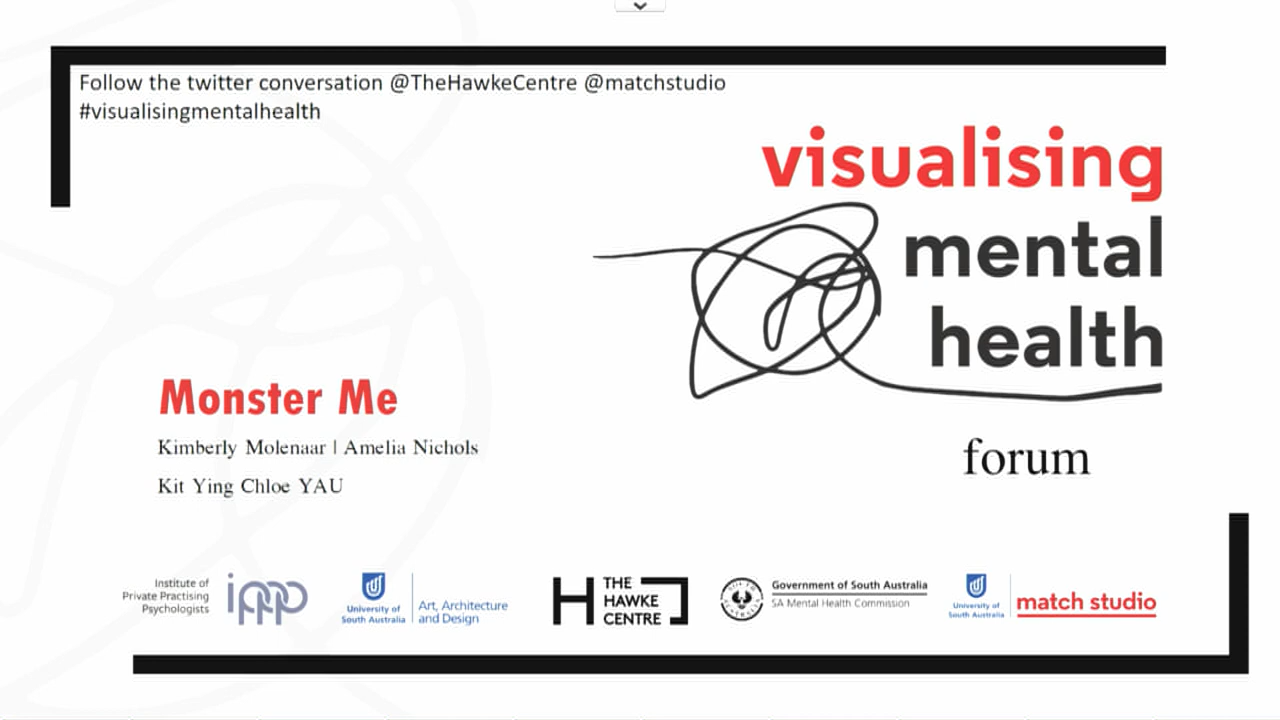 Follow the twitter conversation @TheHawkeCentre @matchstudio
#visualisingmentalhealth
visualising
mental
health
forum
Monster Me
Kimberly Molenaar | Amelia Nichols
Kit Ying Chloe YAU
Institute of
Private Practising
Psychologists
ippp
University of
South Australia
Art, Architecture
and Design
H
THE
HAWKE
CENTRE
Government of South Australia
SA Mental Health Commission
University of
South Australia
match studio